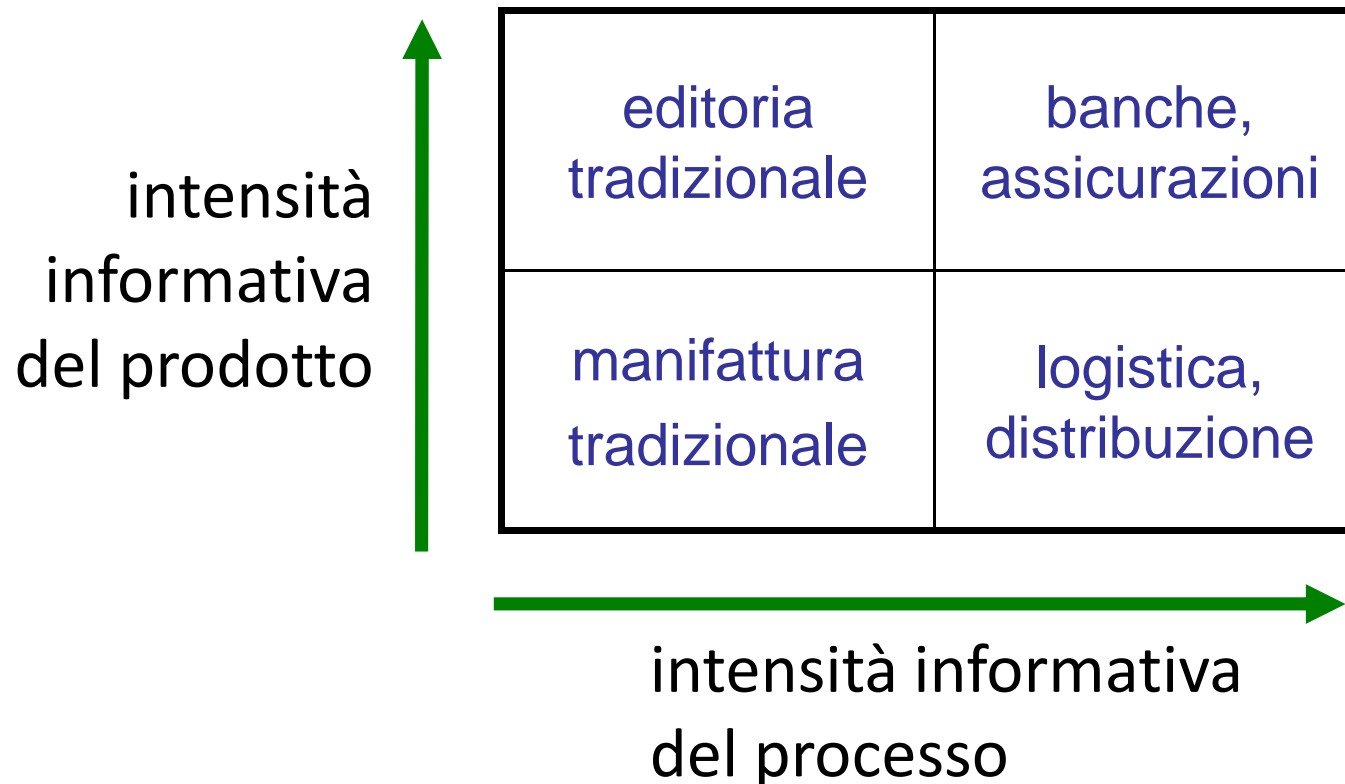 editoria
tradizionale
banche,
assicurazioni
intensità
informativa
del prodotto
manifattura
tradizionale
logistica,
distribuzione
intensità informativa
del processo